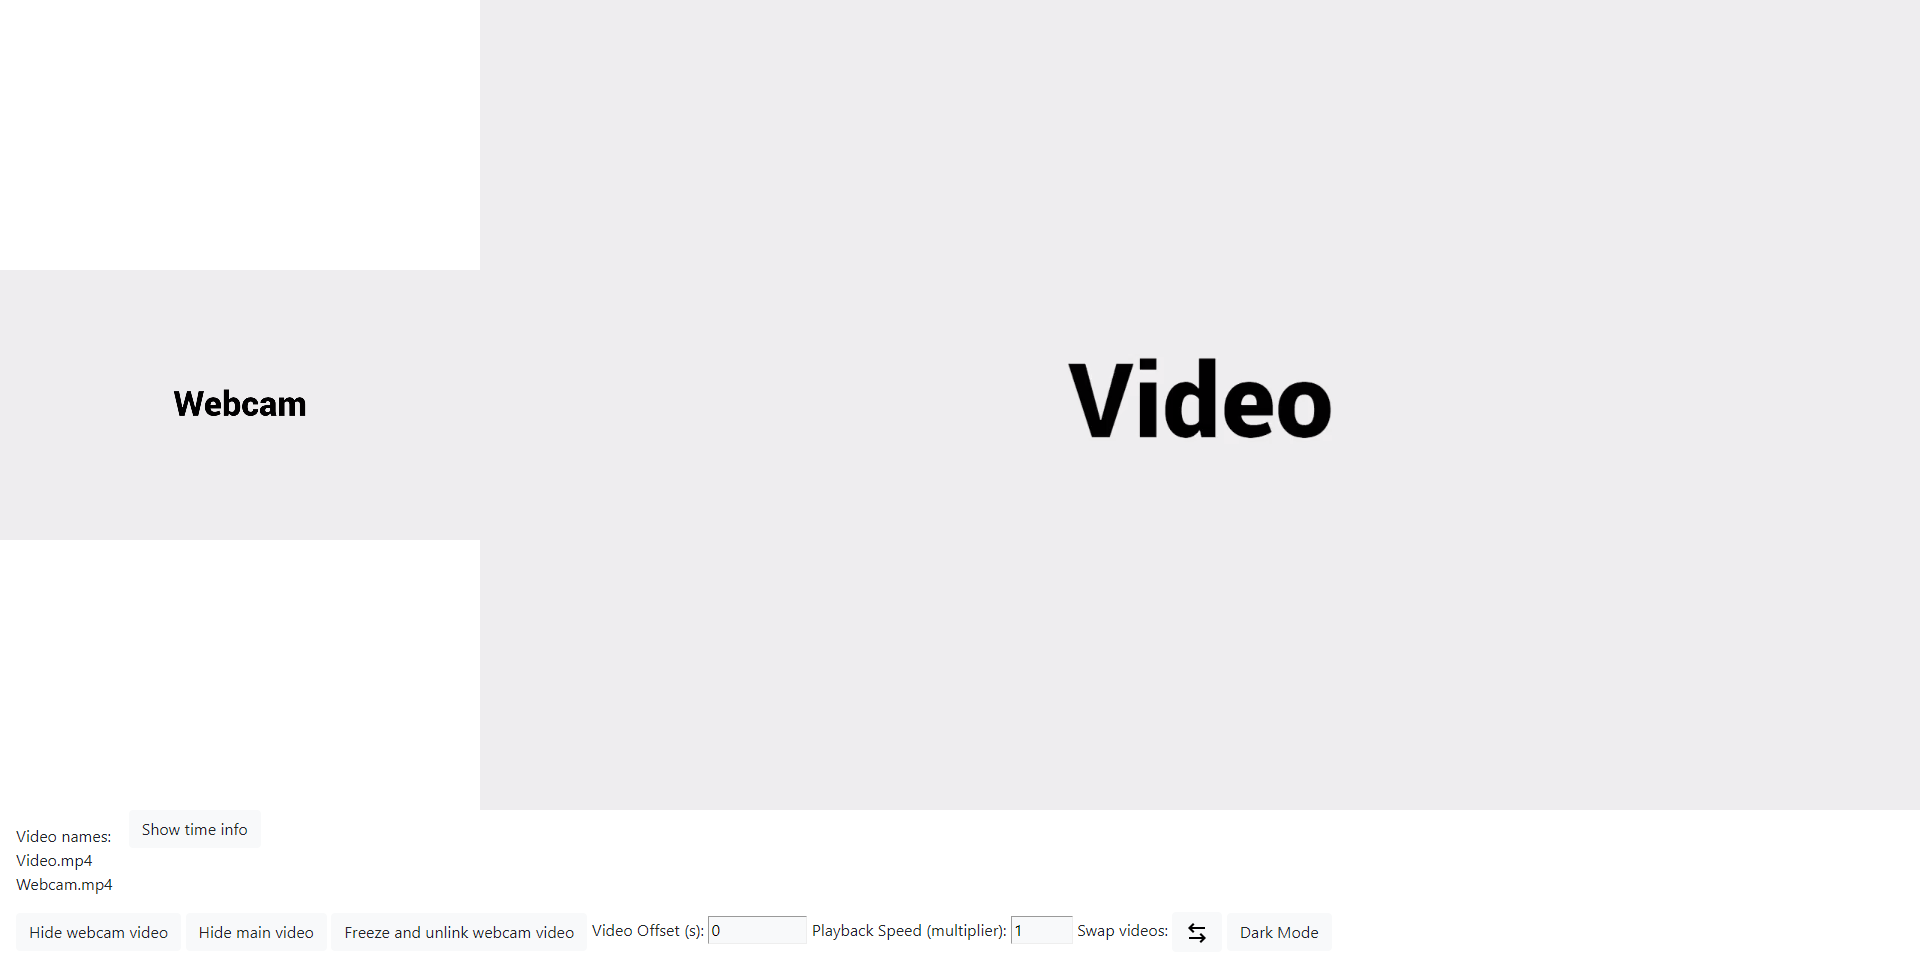 Webcam
Video
Video names:
Show time info
Video.mp4
Webcam.mp4
Hide webcam video Hide main video Freeze and unlink webcam video Video Offset (s): 0 Playback Speed (multiplier): 1 Swap videos: Dark Mode